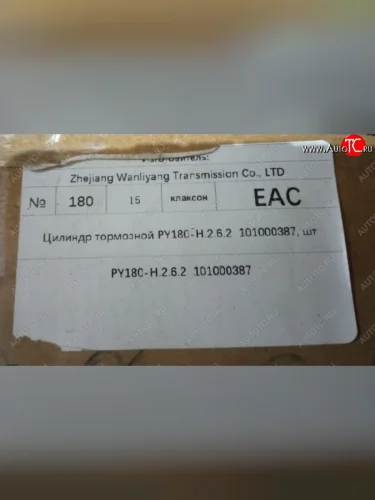 www.AutoTC.ru
Изготовитель:
Zhejiang Wanliyang Transmission Co., LTD
№ 180 15 клаксон EAC
Цилиндр тормозной PY180-H.2.6.2 101000387, шт
PY180-H.2.6.2 101000387